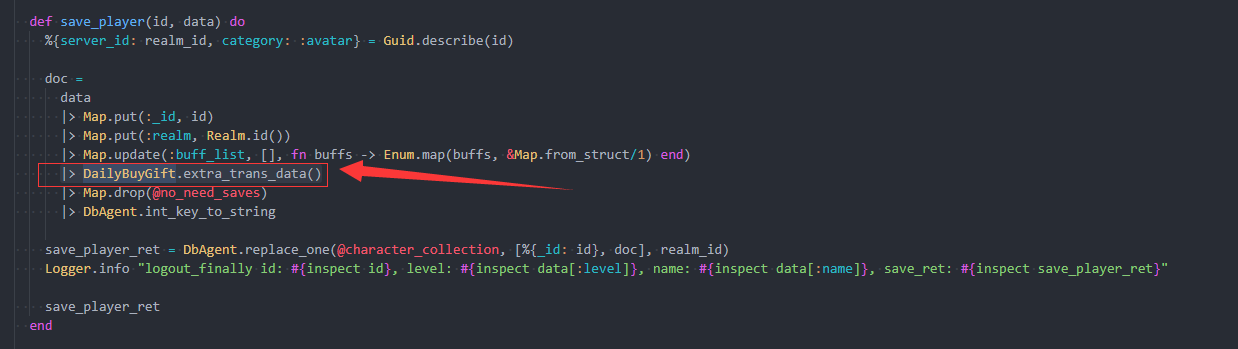 def save_player(id, data) do
%{server_id: realm_id, category: :avatar} = Guid.describe(id)
doc =
data
|> Map.put(:_id, id)
|> Map.put(:realm, Realm.id())
|> Map.update(:buff_list, [], fn buffs -> Enum.map(buffs, &Map.from_struct/1) end)
|> DailyBuyGift.extra_trans_data()
|> Map.drop(@no_need_saves)
|> DbAgent.int_key_to_string
save_player_ret = DbAgent.replace_one(@character_collection, [%{_id: id}, doc], realm_id)
Logger.info "logout_finally id: #{inspect id}, level: #{inspect data[:level]}, name: #{inspect data[:name]}, save_ret: #{inspect save_player_ret}"
save_player_ret
end